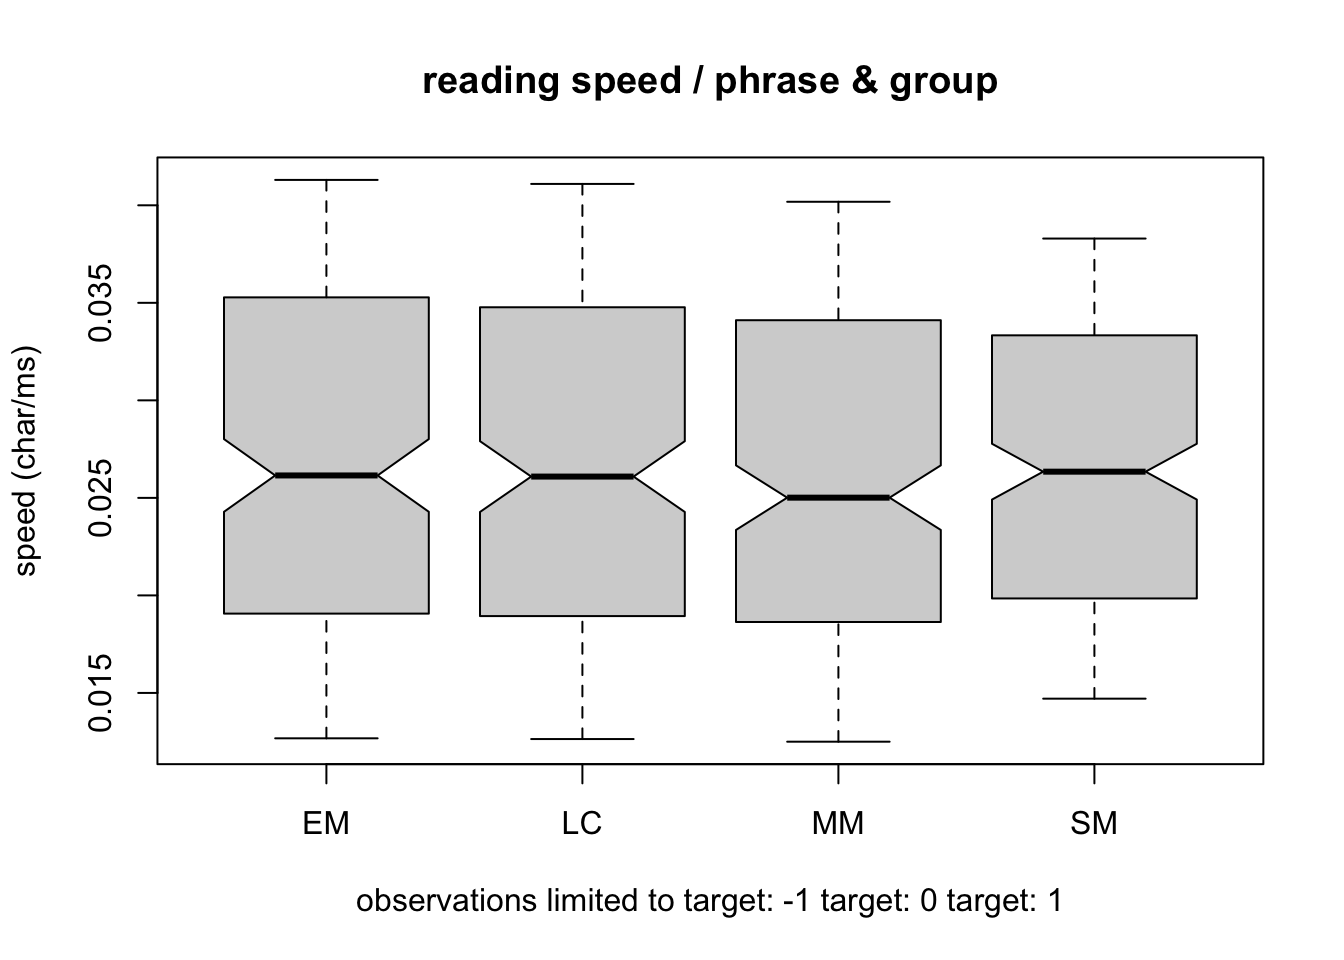 reading speed / phrase & group
speed (char/ms)
0.035
0.025
0.015
EM LC MM SM
observations limited to target: -1 target: 0 target: 1